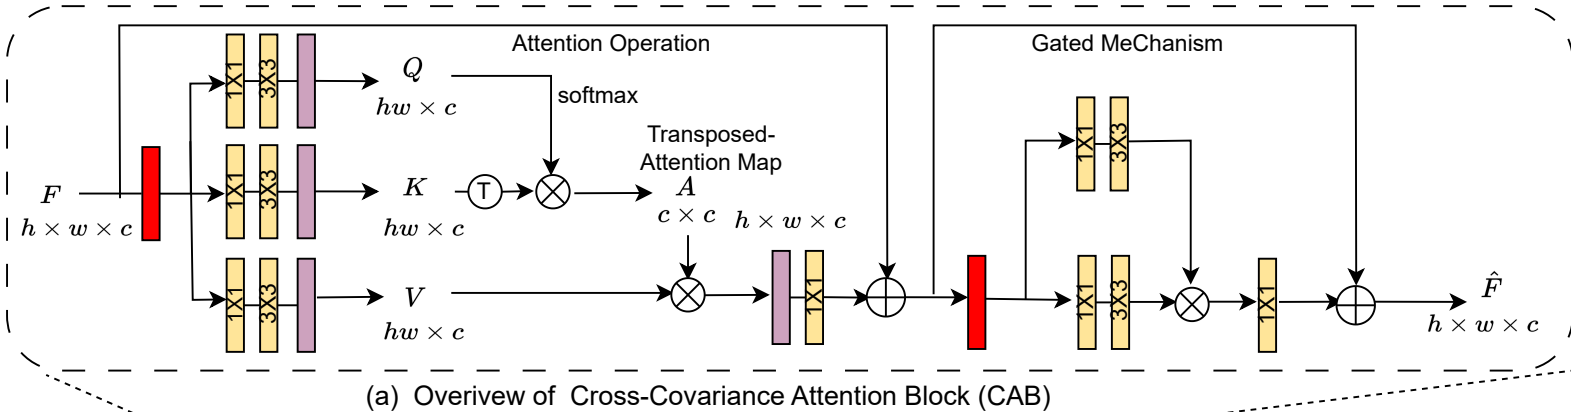 Attention Operation
Gated MeChanism
1X1
3X3
Q
hw × c
softmax
Transposed-
Attention Map
1X1
3X3
F
h × w × c
1X1
3X3
K
hw × c
T
A
c × c
h × w × c
1X1
3X3
V
hw × c
1X1
1X1
3X3
1X1
F̂
h × w × c
(a) Overivew of Cross-Covariance Attention Block (CAB)